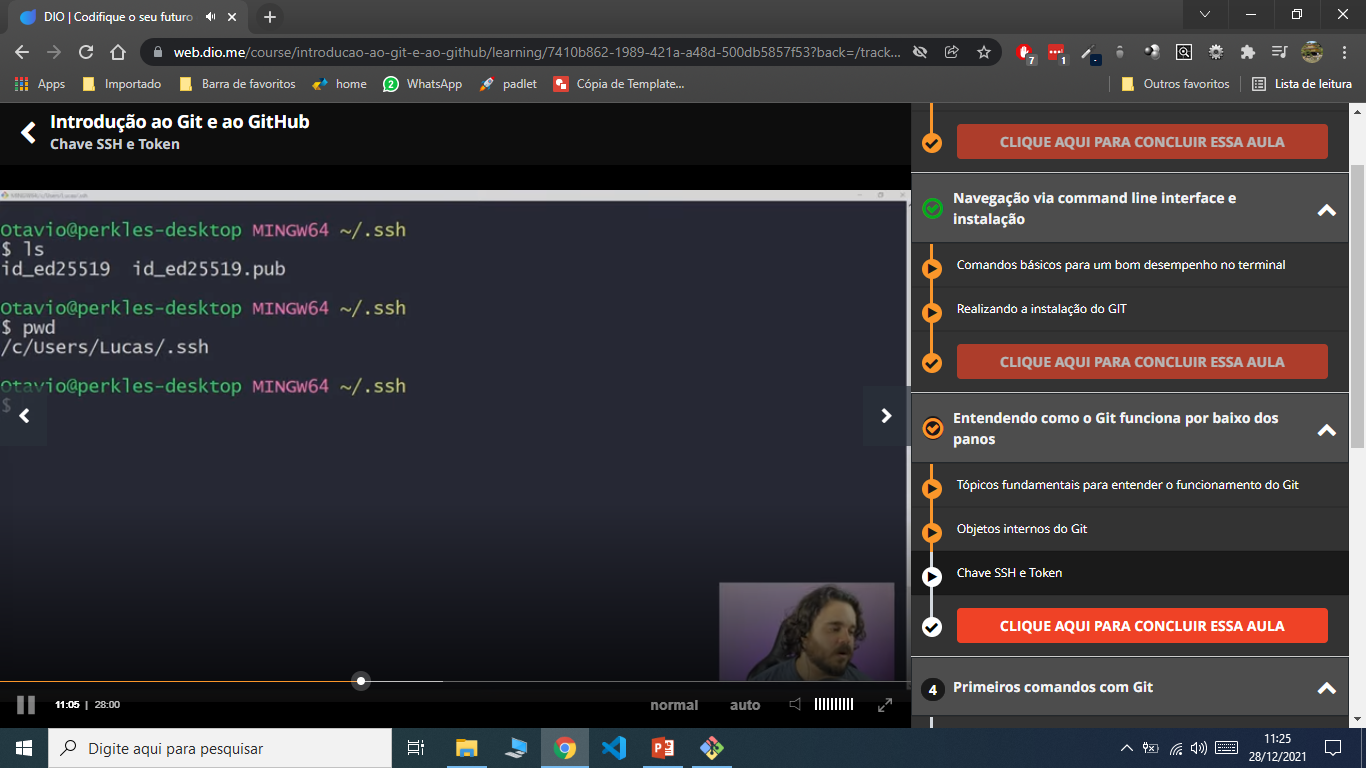 DIO | Codifique o seu futuro
web.dio.me/course/introducao-ao-git-e-ao-github/learning/7410b862-1989-421a-a48d-500db5857f53?back=/track...
7
1
Apps
Importado
Barra de favoritos
home
2
WhatsApp
padlet
Cópia de Template...
Outros favoritos
Lista de leitura
Introdução ao Git e ao GitHub
Chave SSH e Token
Otavio@perkles-desktop MINGW64 ~/.ssh
$ ls
id_ed25519 id_ed25519.pub
Otavio@perkles-desktop MINGW64 ~/.ssh
$ pwd
/c/Users/Lucas/.ssh
Otavio@perkles-desktop MINGW64 ~/.ssh
$
11:05 | 28:00
normal
auto
CLIQUE AQUI PARA CONCLUIR ESSA AULA
Navegação via command line interface e
instalação
Comandos básicos para um bom desempenho no terminal
Realizando a instalação do GIT
CLIQUE AQUI PARA CONCLUIR ESSA AULA
Entendendo como o Git funciona por baixo dos
panos
Tópicos fundamentais para entender o funcionamento do Git
Objetos internos do Git
Chave SSH e Token
CLIQUE AQUI PARA CONCLUIR ESSA AULA
4
Primeiros comandos com Git
Digite aqui para pesquisar
11:25
28/12/2021